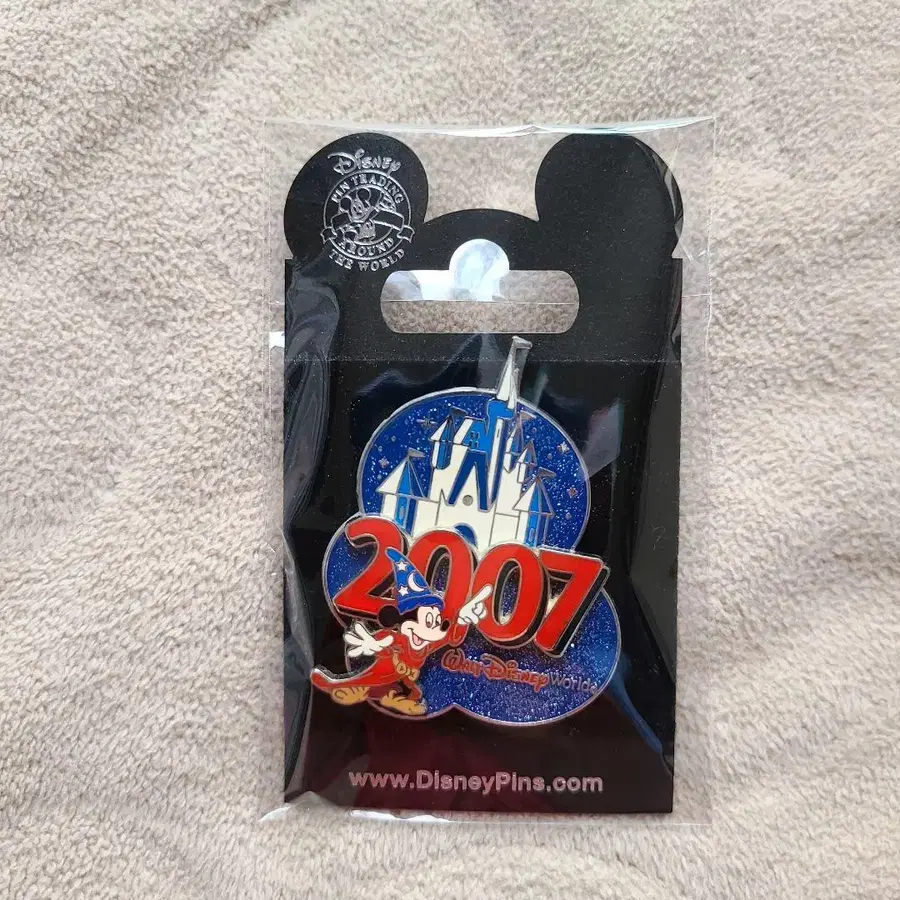 Disney
PIN TRADING
AROUND
THE WORLD
2007
Walt Disney World
www.DisneyPins.com